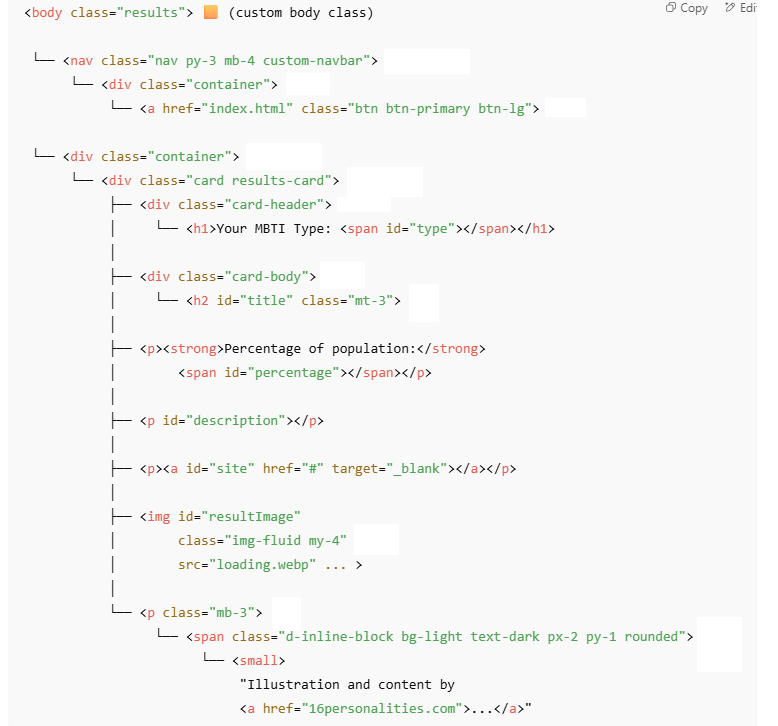 <body class="results"> 🟧 (custom body class)
Copy Edi
└── <nav class="nav py-3 mb-4 custom-navbar">
└── <div class="container">
└── <a href="index.html" class="btn btn-primary btn-lg">
└── <div class="container">
└── <div class="card results-card">
├── <div class="card-header">
│ └── <h1>Your MBTI Type: <span id="type"></span></h1>
│
├── <div class="card-body">
│ └── <h2 id="title" class="mt-3">
│
├── <p><strong>Percentage of population:</strong>
│ <span id="percentage"></span></p>
│
├── <p id="description"></p>
│
├── <p><a id="site" href="#" target="_blank"></a></p>
│
├── <img id="resultImage"
│ class="img-fluid my-4"
│ src="loading.webp" ... >
│
└── <p class="mb-3">
└── <span class="d-inline-block bg-light text-dark px-2 py-1 rounded">
└── <small>
"Illustration and content by
<a href="16personalities.com">...</a>"